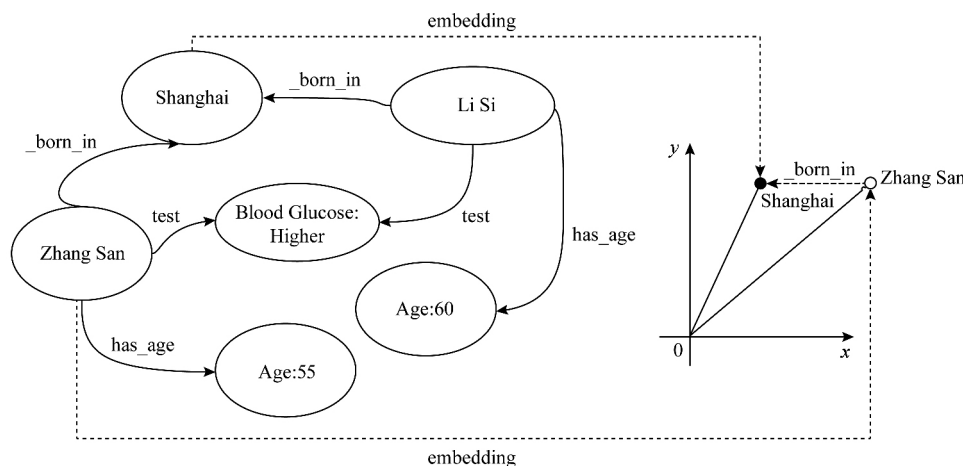 embedding
Shanghai
_born_in
Li Si
_born_in
y
_born_in
Zhang San
Shanghai
test
Blood Glucose:
Higher
test
Zhang San
has_age
Age:60
has_age
Age:55
0
x
embedding